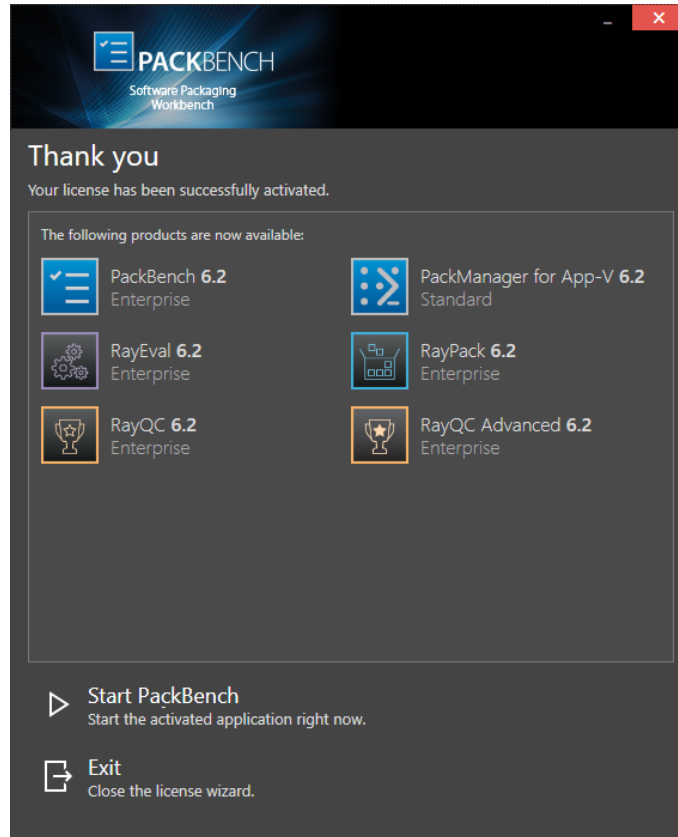 PACKBENCH
Software Packaging
Workbench
Thank you
Your license has been successfully activated.
The following products are now available:
PackBench 6.2
Enterprise
PackManager for App-V 6.2
Standard
RayEval 6.2
Enterprise
RayPack 6.2
Enterprise
RayQC 6.2
Enterprise
RayQC Advanced 6.2
Enterprise
Start PackBench
Start the activated application right now.
Exit
Close the license wizard.